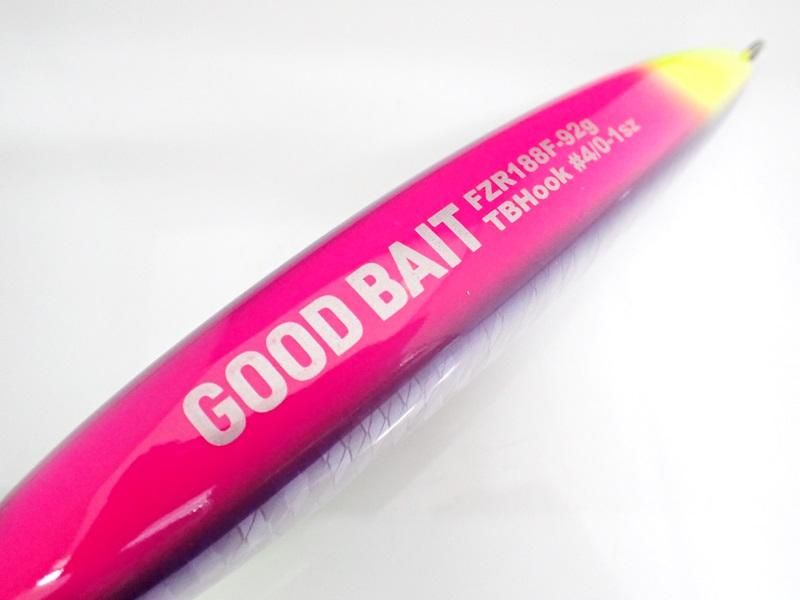 GOOD BAIT
FZR188F-92g
TBHook #4/0-1sz